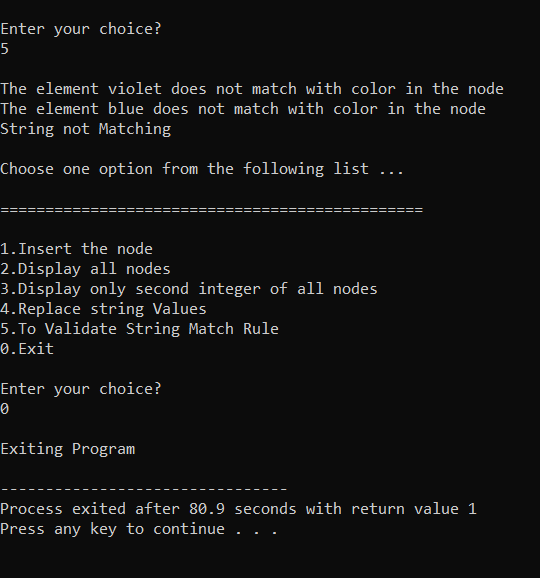 Enter your choice?
5
The element violet does not match with color in the node
The element blue does not match with color in the node
String not Matching
Choose one option from the following list ...
===============================================
1.Insert the node
2.Display all nodes
3.Display only second integer of all nodes
4.Replace string Values
5.To Validate String Match Rule
0.Exit
Enter your choice?
0
Exiting Program
--------------------------------
Process exited after 80.9 seconds with return value 1
Press any key to continue . . .